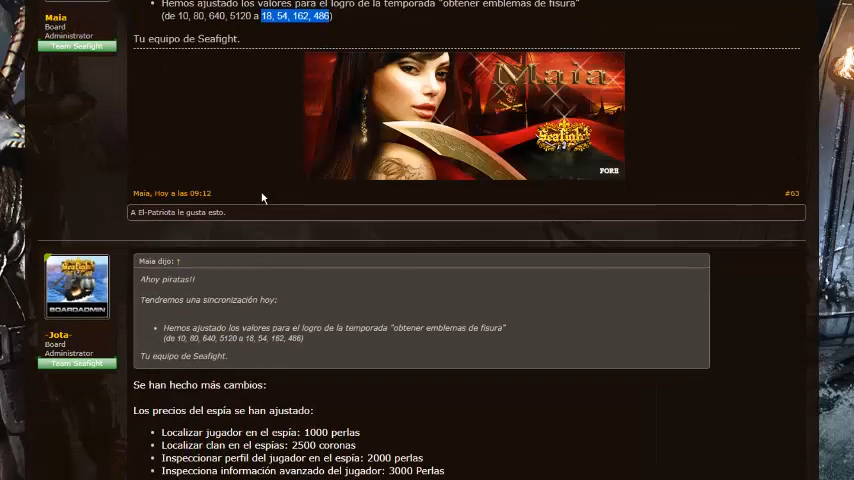 Hemos ajustado los valores para el logro de la temporada "obtener emblemas de fisura"
(de 10, 80, 640, 5120 a 18, 54, 162, 486)
Maia
Board
Administrator
Team Seafight
Tu equipo de Seafight.
Maia
Seafight
FORE
Maia, Hoy a las 09:12
#63
A El-Patriota le gusta esto.
Seafight
BOARDADMIN
-Jota-
Board
Administrator
Team Seafight
Maia dijo: ↑
Ahoy piratas!!
Tendremos una sincronización hoy:
• Hemos ajustado los valores para el logro de la temporada "obtener emblemas de fisura"
(de 10, 80, 640, 5120 a 18, 54, 162, 486)
Tu equipo de Seafight.
Se han hecho más cambios:
Los precios del espía se han ajustado:
• Localizar jugador en el espía: 1000 perlas
• Localizar clan en el espías: 2500 coronas
• Inspeccionar perfil del jugador en el espía: 2000 perlas
• Inspecciona información avanzado del jugador: 3000 Perlas